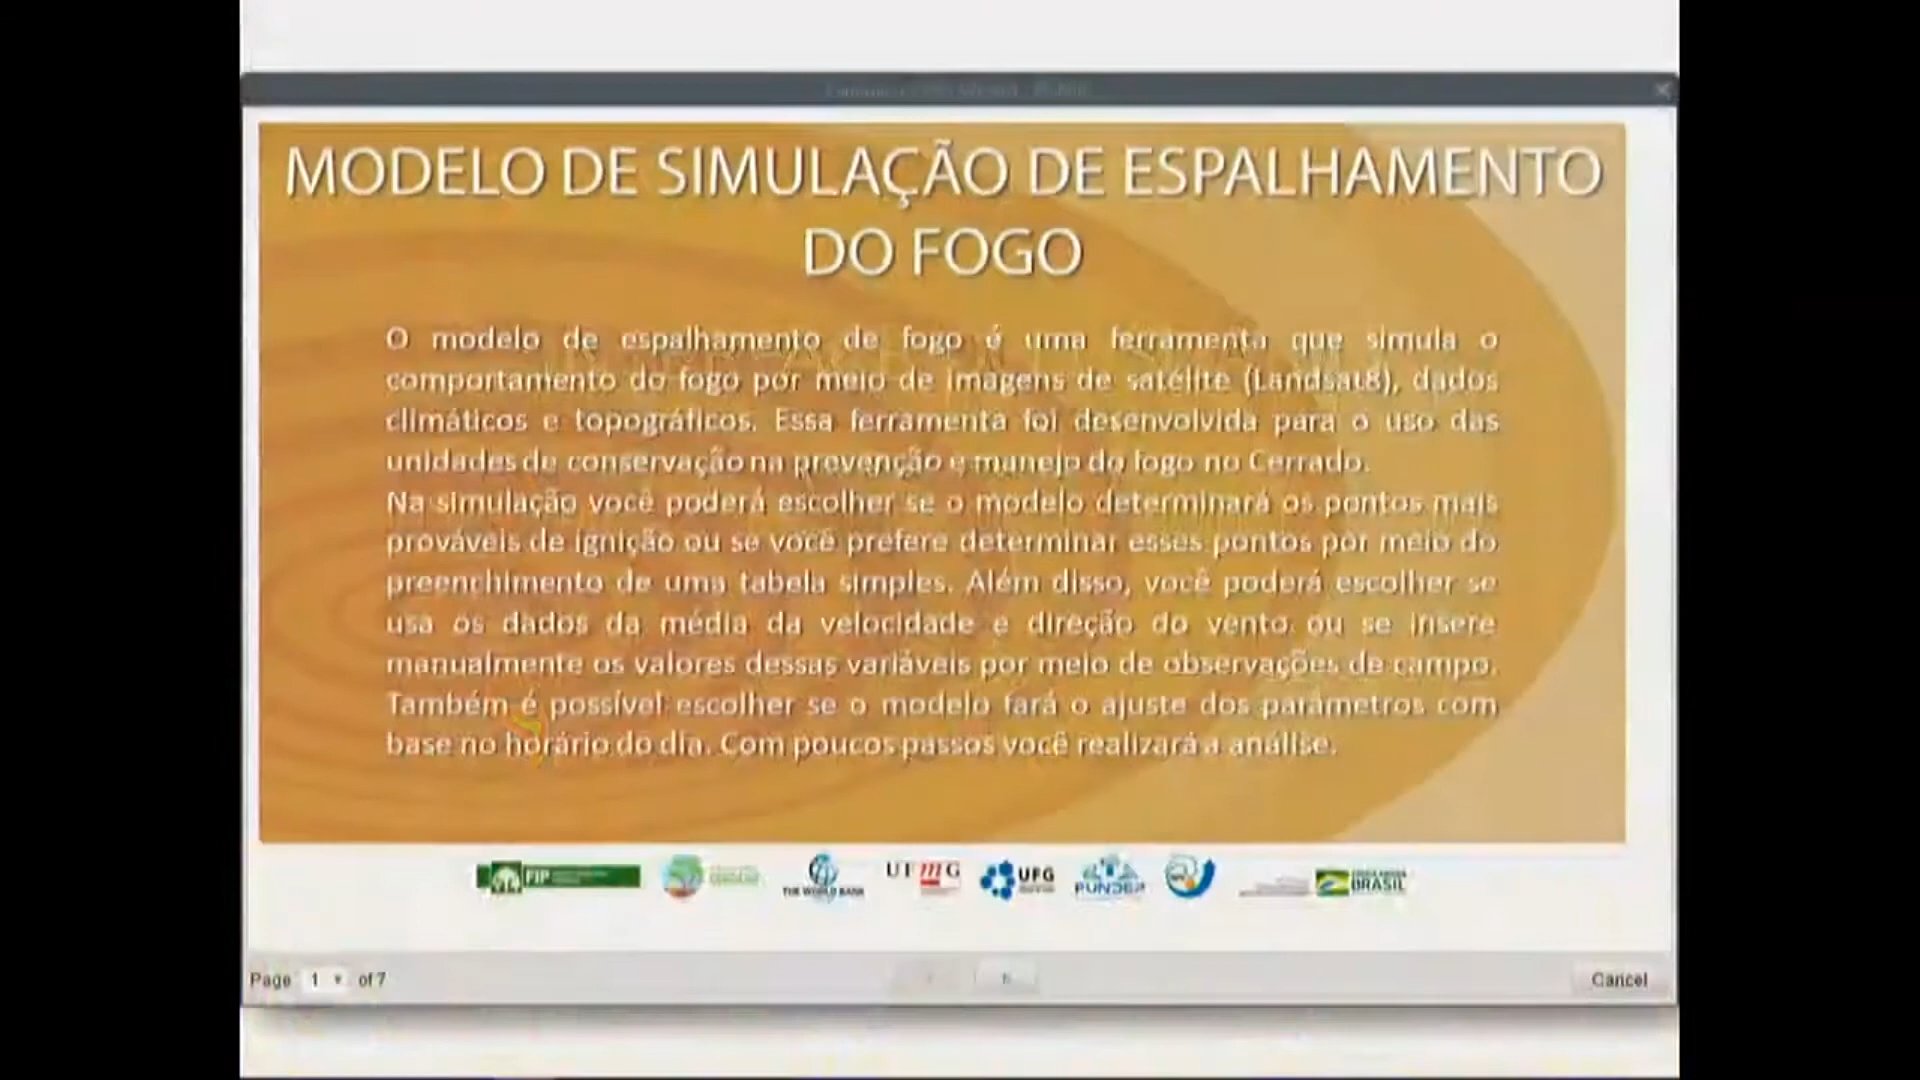 MODELO DE SIMULAÇÃO DE ESPALHAMENTO
DO FOGO
O modelo de espalhamento de fogo é uma ferramenta que simula o
comportamento do fogo por meio de imagens de satélite (Landsat8), dados
climáticos e topográficos. Essa ferramenta foi desenvolvida para o uso das
unidades de conservação na prevenção e manejo do fogo no Cerrado.
Na simulação você poderá escolher se o modelo determinará os pontos mais
prováveis de ignição ou se você prefere determinar esses pontos por meio do
preenchimento de uma tabela simples. Além disso, você poderá escolher se
usa os dados da média da velocidade e direção do vento ou se insere
manualmente os valores dessas variáveis por meio de observações de campo.
Também é possível escolher se o modelo fará o ajuste dos parâmetros com
base no horário do dia. Com poucos passos você realizará a análise.
FIP THE WORLD BANK UFMG UFG FUNDEP BRASIL
Page 1 of 7 Cancel